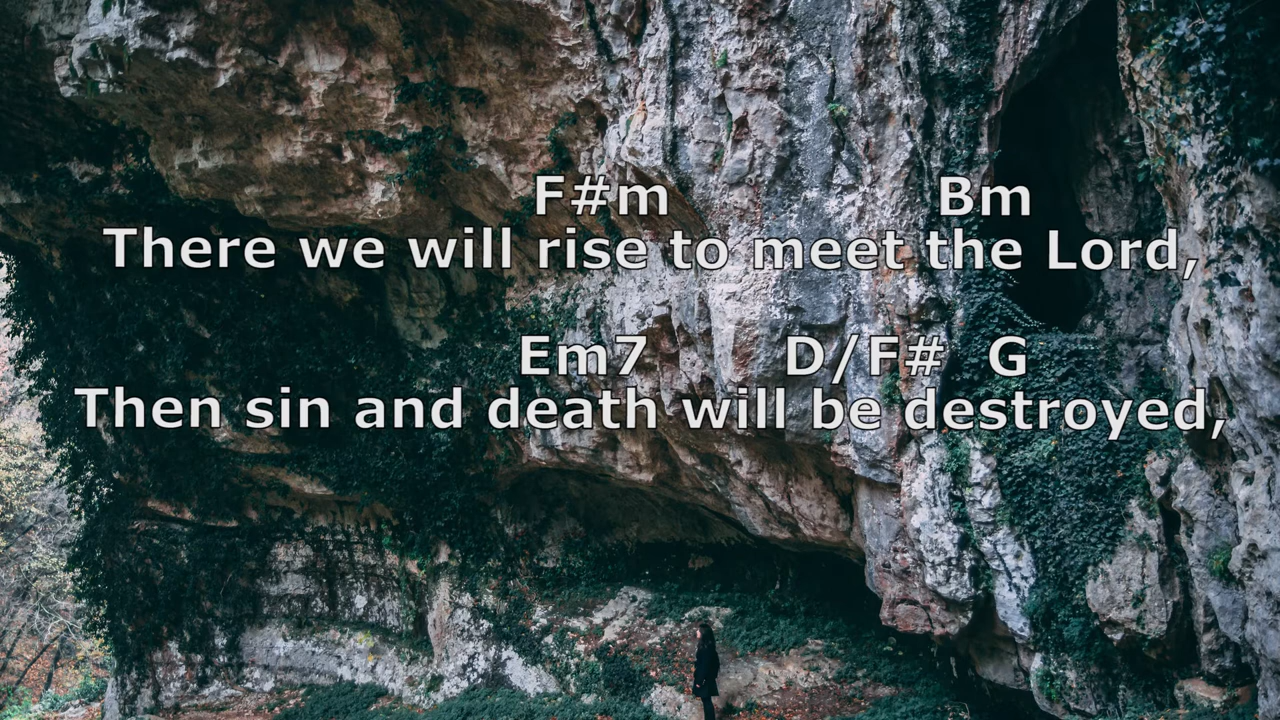 F#m Bm
There we will rise to meet the Lord,
Em7 D/F# G
Then sin and death will be destroyed,